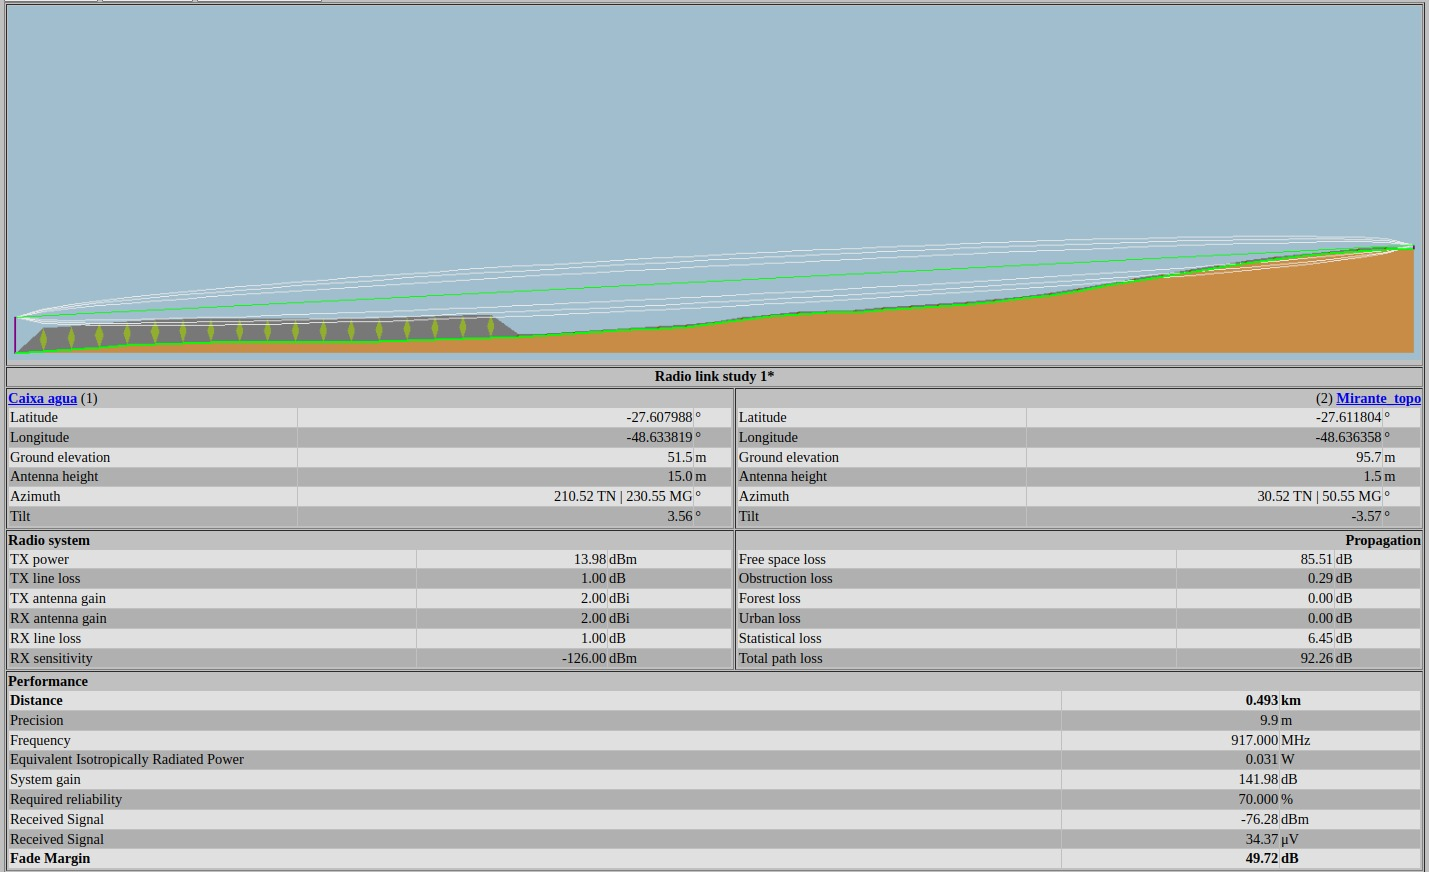 Radio link study 1*
Caixa agua (1)
(2) Mirante_topo
Latitude -27.607988 °
Latitude -27.611804 °
Longitude -48.633819 °
Longitude -48.636358 °
Ground elevation 51.5 m
Ground elevation 95.7 m
Antenna height 15.0 m
Antenna height 1.5 m
Azimuth 210.52 TN | 230.55 MG °
Azimuth 30.52 TN | 50.55 MG °
Tilt 3.56 °
Tilt -3.57 °
Radio system
Propagation
TX power 13.98 dBm
Free space loss 85.51 dB
TX line loss 1.00 dB
Obstruction loss 0.29 dB
TX antenna gain 2.00 dBi
Forest loss 0.00 dB
RX antenna gain 2.00 dBi
Urban loss 0.00 dB
RX line loss 1.00 dB
Statistical loss 6.45 dB
RX sensitivity -126.00 dBm
Total path loss 92.26 dB
Performance
Distance 0.493 km
Precision 9.9 m
Frequency 917.000 MHz
Equivalent Isotropically Radiated Power 0.031 W
System gain 141.98 dB
Required reliability 70.000 %
Received Signal -76.28 dBm
Received Signal 34.37 µV
Fade Margin 49.72 dB